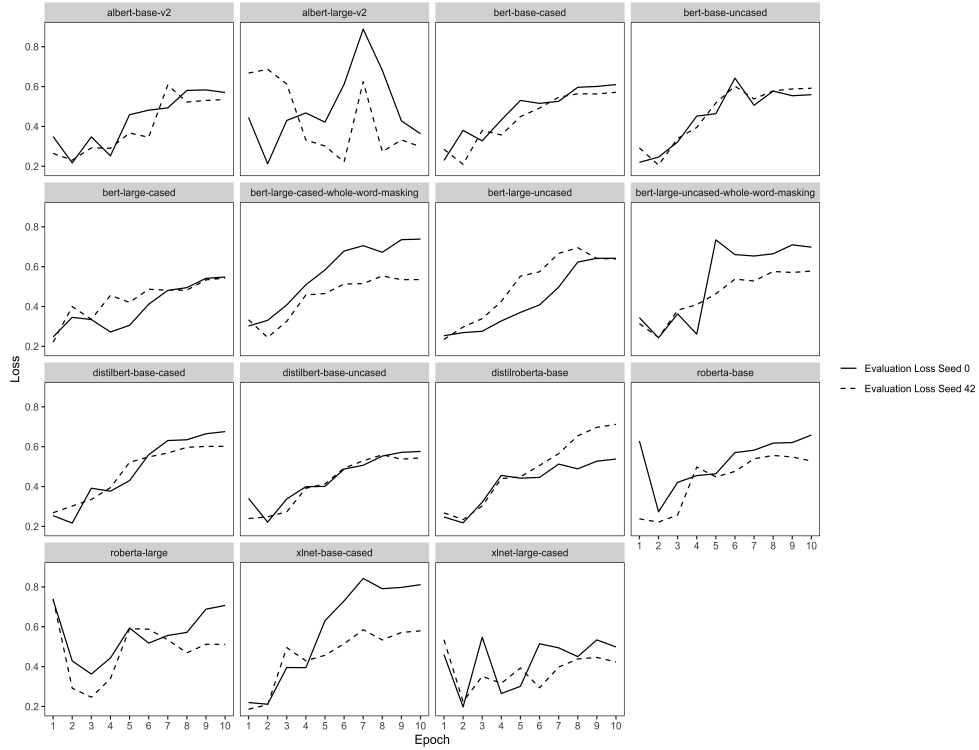 albert-base-v2
albert-large-v2
bert-base-cased
bert-base-uncased
0.8
0.6
0.4
0.2
bert-large-cased
bert-large-cased-whole-word-masking
bert-large-uncased
bert-large-uncased-whole-word-masking
0.8
0.6
0.4
0.2
Loss
Evaluation Loss Seed 0
Evaluation Loss Seed 42
distilbert-base-cased
distilbert-base-uncased
distilroberta-base
roberta-base
0.8
0.6
0.4
0.2
1 2 3 4 5 6 7 8 9 10
roberta-large
xlnet-base-cased
xlnet-large-cased
0.8
0.6
0.4
0.2
1 2 3 4 5 6 7 8 9 10
1 2 3 4 5 6 7 8 9 10
1 2 3 4 5 6 7 8 9 10
Epoch